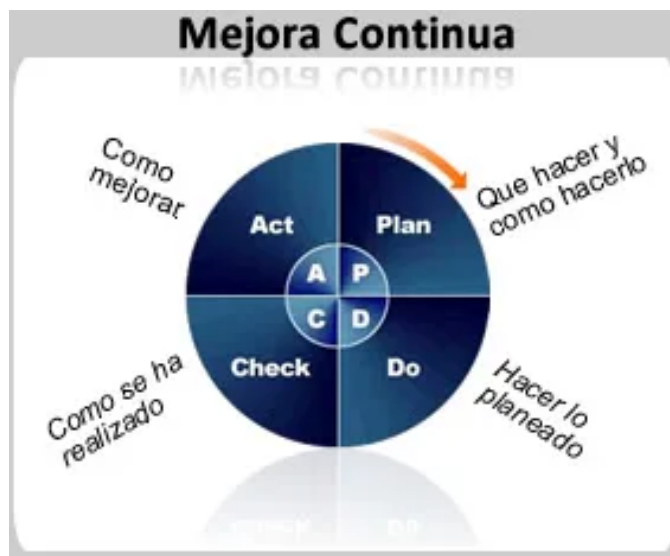 Mejora Continua
Como
mejorar
Que hacer y
como hacerlo
Act
Plan
A
P
C
D
Check
Do
Como se ha
realizado
Hacer lo
planeado